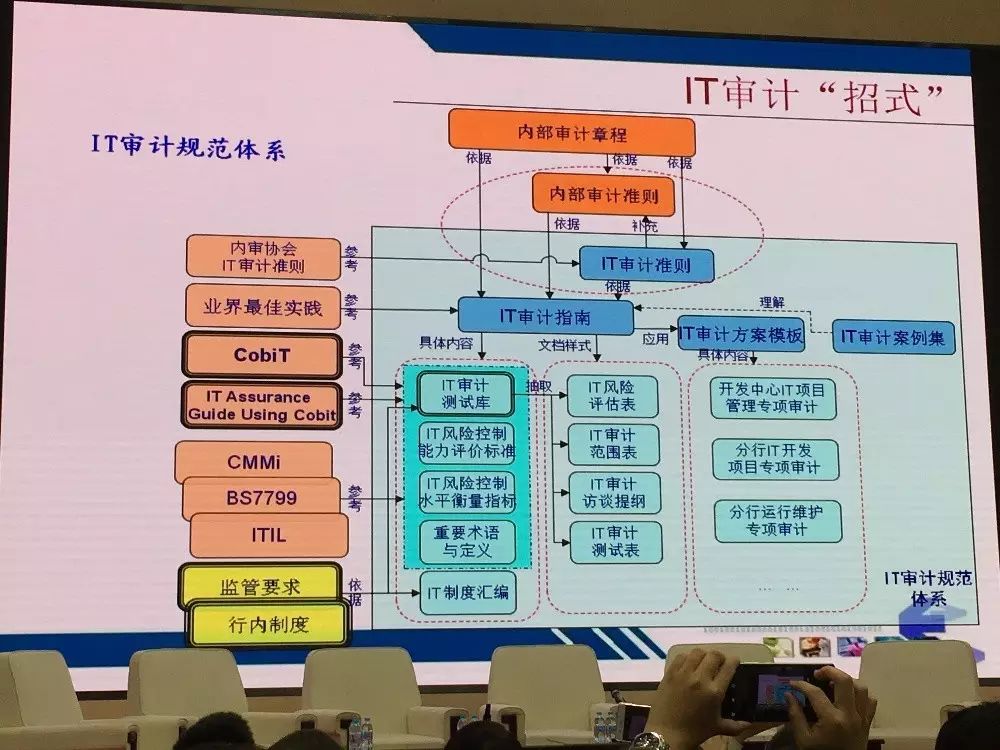 IT审计“招式”
IT审计规范体系
内部审计章程
依据
依据
依据
内部审计准则
依据
补充
内审协会
IT审计准则
参考
IT审计准则
依据
业界最佳实践
参考
IT审计指南
理解
应用
IT审计方案模板
IT审计案例集
具体内容
文档样式
具体内容
CobiT
参考
IT Assurance
Guide Using Cobit
参考
IT审计
测试库
抽取
IT风险
评估表
开发中心IT项目
管理专项审计
CMMi
BS7799
ITIL
参考
IT风险控制
能力评价标准
IT审计
范围表
分行IT开发
项目专项审计
IT风险控制
水平衡量指标
IT审计
访谈提纲
分行运行维护
专项审计
重要术语
与定义
IT审计
测试表
监管要求
行内制度
依据
IT制度汇编
... ...
IT审计规范
体系